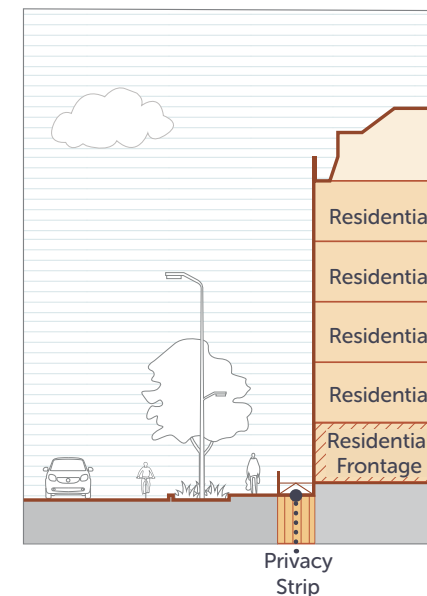 Residentia
Residentia
Residentia
Residentia
Residentia
Frontage
Privacy
Strip